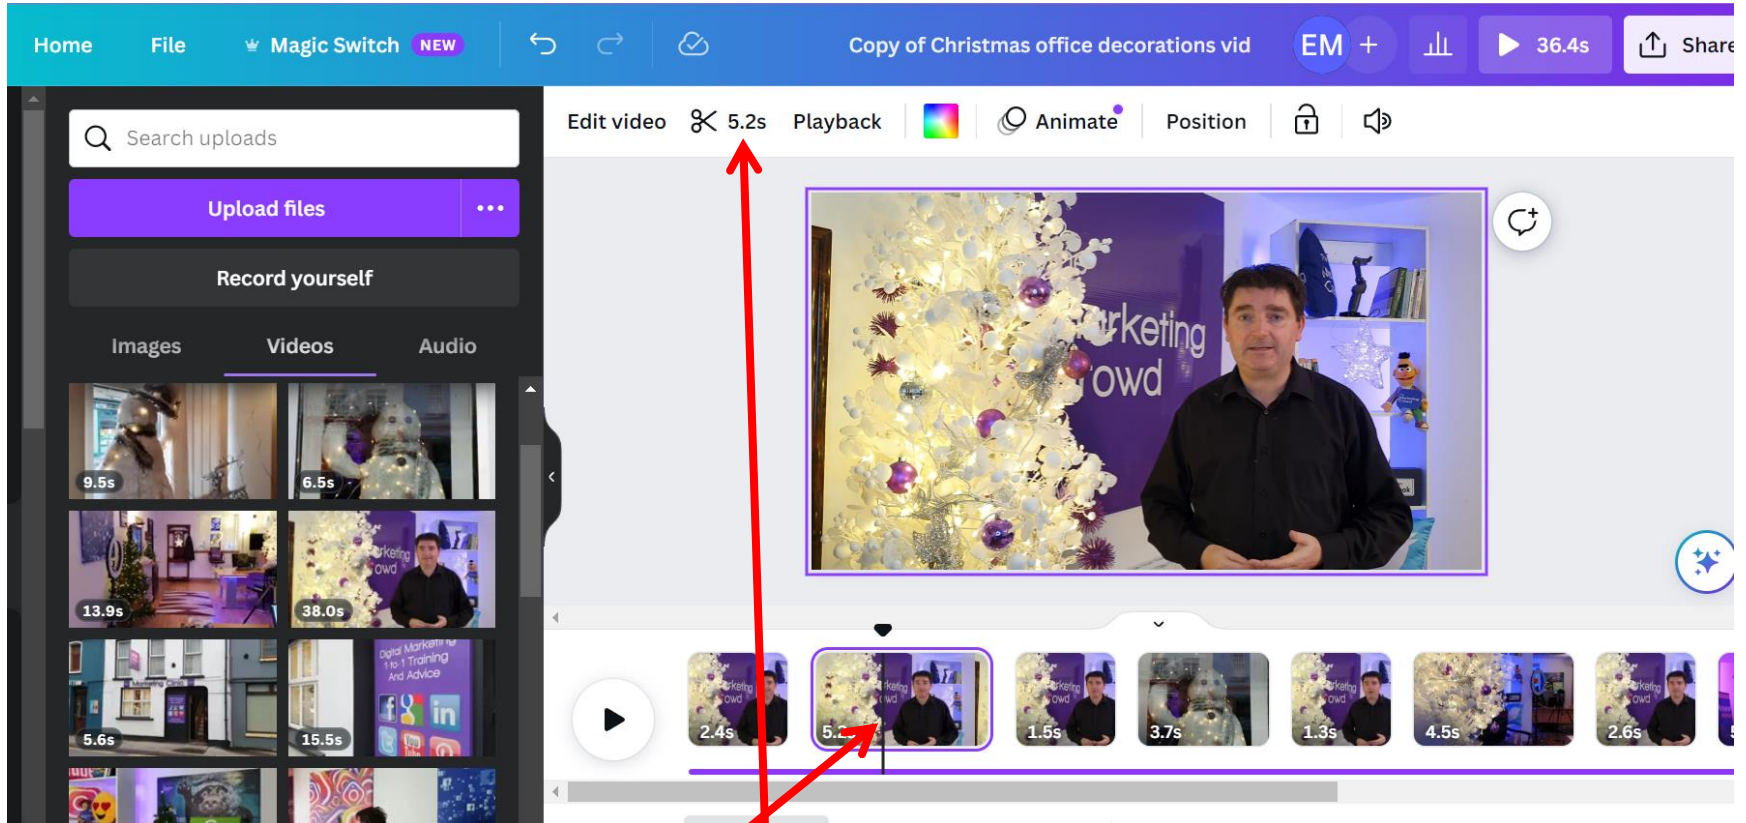 Home File Magic Switch NEW Copy of Christmas office decorations vid EM + 36.4s Share
Search uploads
Upload files
Record yourself
Images Videos Audio
9.5s 6.5s
13.9s 38.0s
5.6s 15.5s
Digital Marketing
1 to 1 Training
And Advice
Edit video 5.2s Playback Animate Position
2.4s 1.5s 3.7s 1.3s 4.5s 2.6s